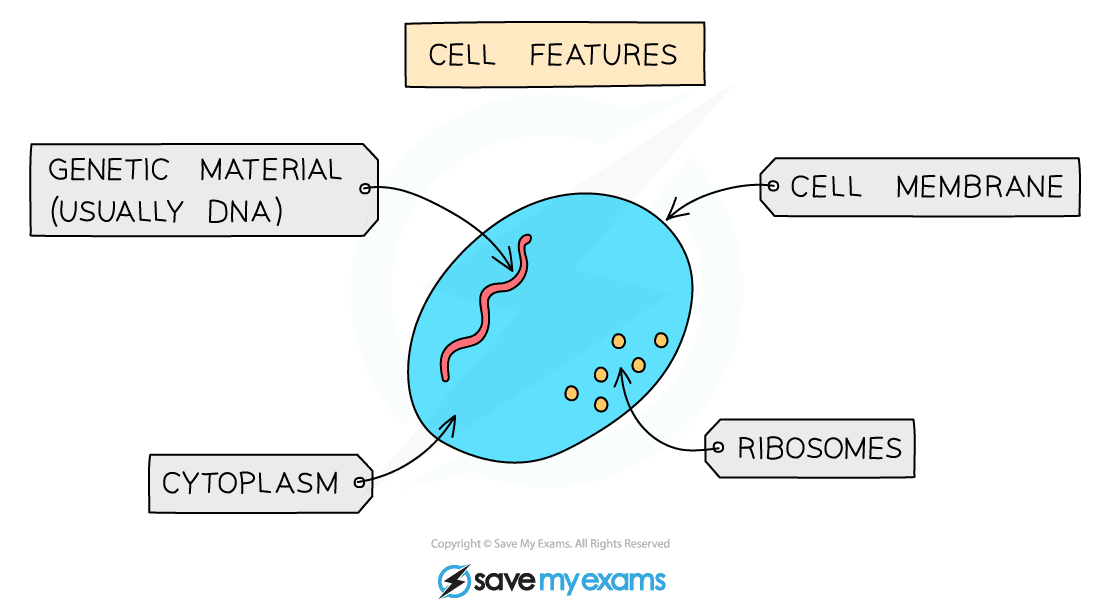 CELL FEATURES
GENETIC MATERIAL
(USUALLY DNA)
CELL MEMBRANE
CYTOPLASM
RIBOSOMES
Copyright © Save My Exams. All Rights Reserved
save my exams